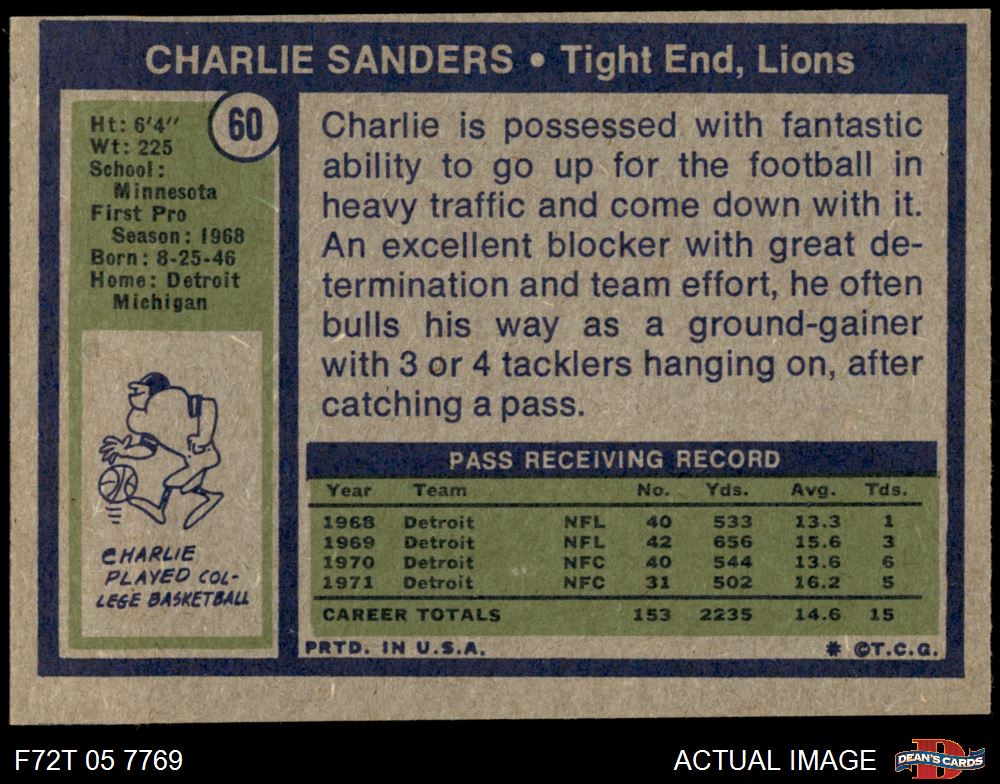 CHARLIE SANDERS • Tight End, Lions
60
Ht: 6'4"
Wt: 225
School:
Minnesota
First Pro
Season: 1968
Born: 8-25-46
Home: Detroit
Michigan
CHARLIE
PLAYED COL-
LEGE BASKETBALL
Charlie is possessed with fantastic
ability to go up for the football in
heavy traffic and come down with it.
An excellent blocker with great de-
termination and team effort, he often
bulls his way as a ground-gainer
with 3 or 4 tacklers hanging on, after
catching a pass.
PASS RECEIVING RECORD
Year Team No. Yds. Avg. Tds.
1968 Detroit NFL 40 533 13.3 1
1969 Detroit NFL 42 656 15.6 3
1970 Detroit NFC 40 544 13.6 6
1971 Detroit NFC 31 502 16.2 5
CAREER TOTALS 153 2235 14.6 15
PRTD. IN U.S.A. * ©T.C.G.
F72T 05 7769 ACTUAL IMAGE D DEAN'S CARDS